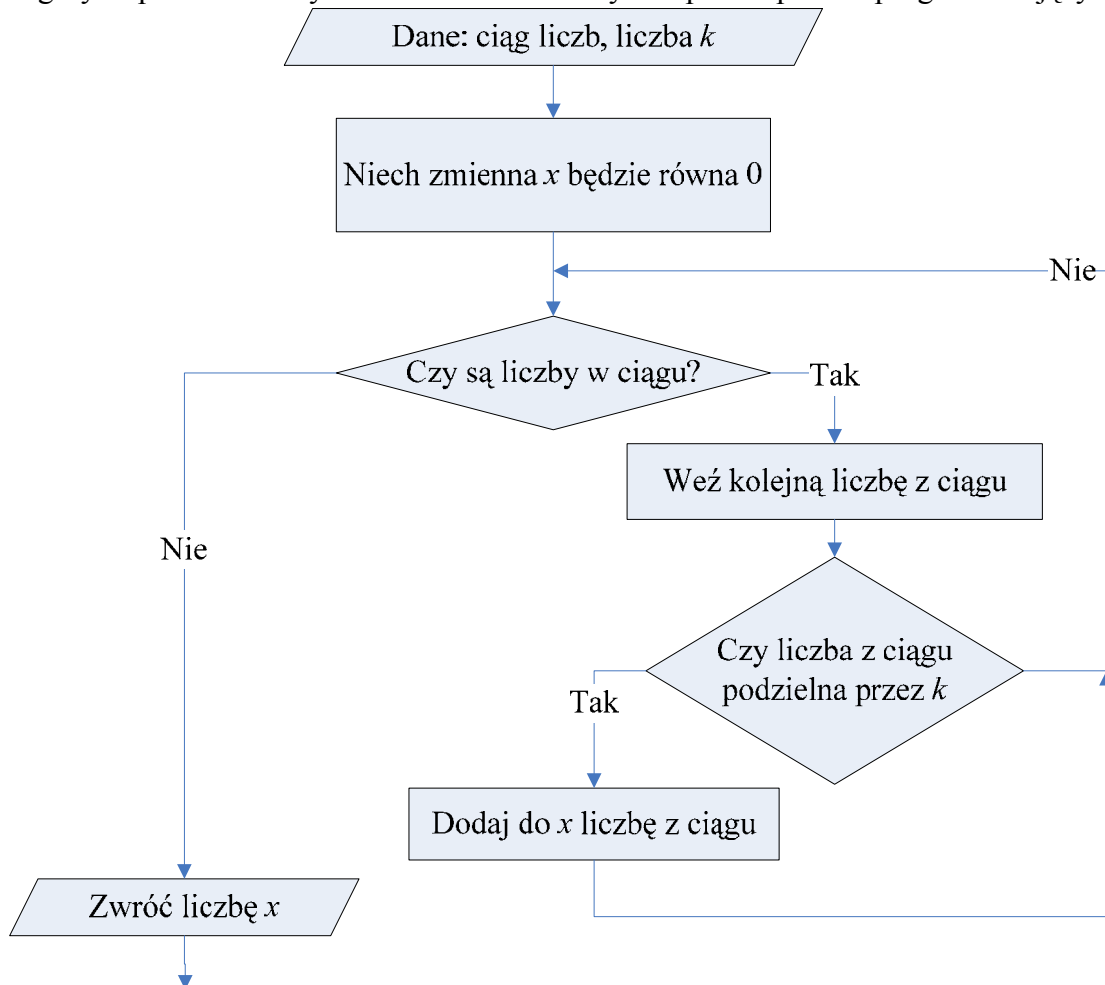 Dane: ciąg liczb, liczba k
Niech zmienna x będzie równa 0
Nie
Czy są liczby w ciągu?
Tak
Weź kolejną liczbę z ciągu
Nie
Czy liczba z ciągu
podzielna przez k
Tak
Dodaj do x liczbę z ciągu
Zwróć liczbę x